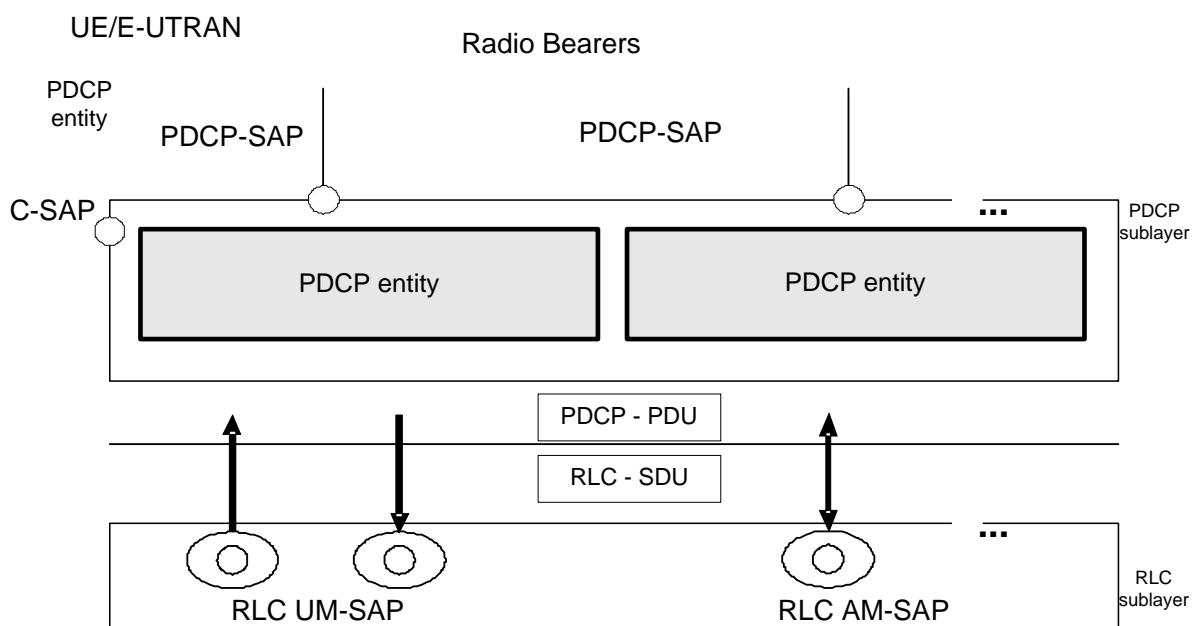 UE/E-UTRAN
Radio Bearers
PDCP
entity
PDCP-SAP
PDCP-SAP
C-SAP
...
PDCP
sublayer
PDCP entity
PDCP entity
PDCP - PDU
RLC - SDU
...
RLC UM-SAP
RLC AM-SAP
RLC
sublayer